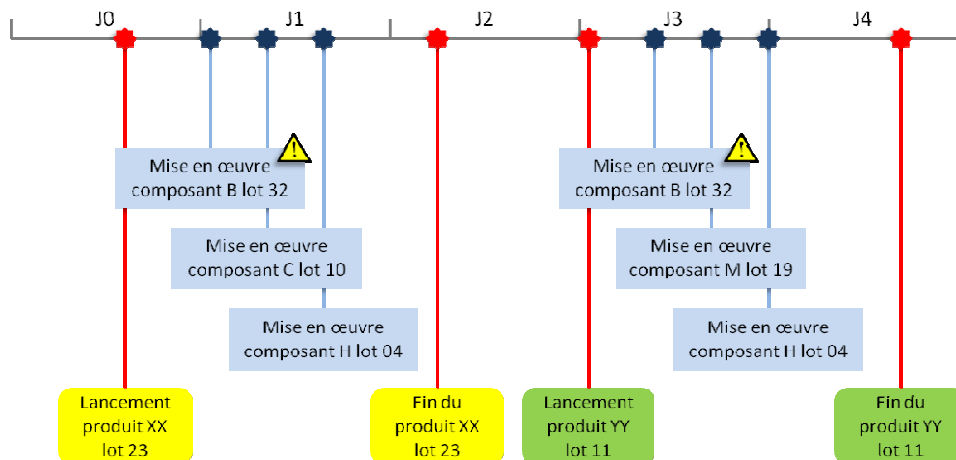 J0
J1
J2
J3
J4
!
!
Mise en œuvre
composant B lot 32
Mise en œuvre
composant B lot 32
Mise en œuvre
composant C lot 10
Mise en œuvre
composant M lot 19
Mise en œuvre
composant H lot 04
Mise en œuvre
composant H lot 04
Lancement
produit XX
lot 23
Fin du
produit XX
lot 23
Lancement
produit YY
lot 11
Fin du
produit YY
lot 11